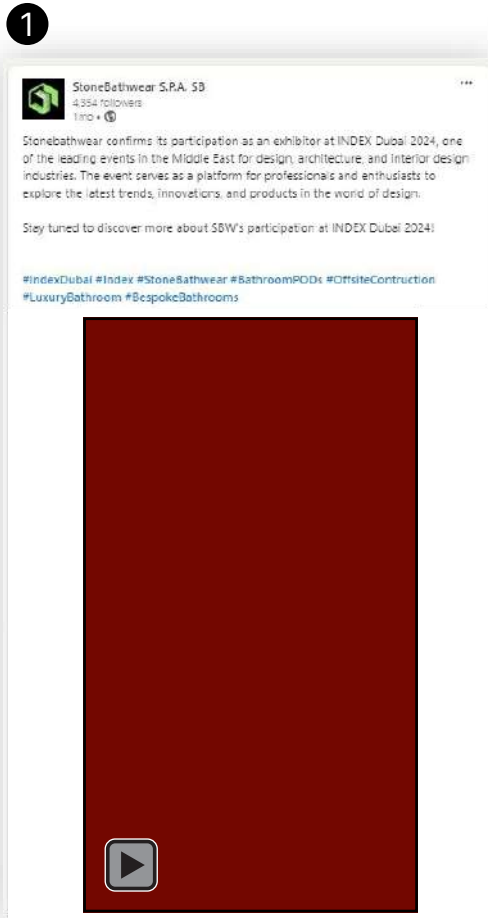 1
StoneBathwear S.P.A. SB
4,354 followers
1mo •
Stonebathwear confirms its participation as an exhibitor at INDEX Dubai 2024, one
of the leading events in the Middle East for design, architecture, and interior design
industries. The event serves as a platform for professionals and enthusiasts to
explore the latest trends, innovations, and products in the world of design.
Stay tuned to discover more about SBW's participation at INDEX Dubai 2024!
#IndexDubai #Index #StoneBathwear #BathroomPODs #OffsiteContruction
#LuxuryBathroom #BespokeBathrooms